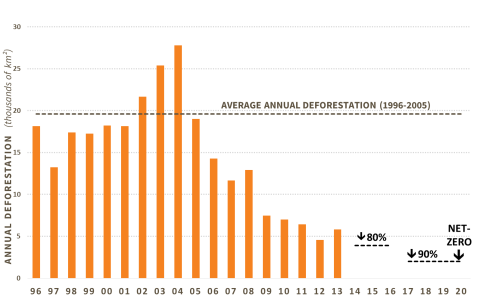 30
25
20
15
10
5
0
ANNUAL DEFORESTATION (thousands of km²)
AVERAGE ANNUAL DEFORESTATION (1996-2005)
80%
90%
NET-
ZERO
96 97 98 99 00 01 02 03 04 05 06 07 08 09 10 11 12 13 14 15 16 17 18 19 20